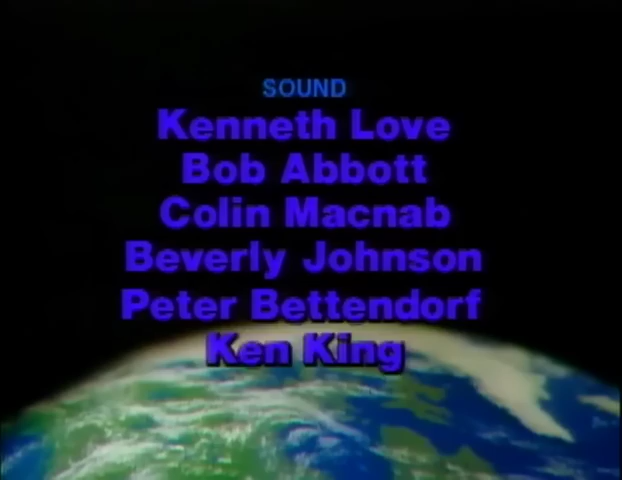 SOUND
Kenneth Love
Bob Abbott
Colin Macnab
Beverly Johnson
Peter Bettendorf
Ken King